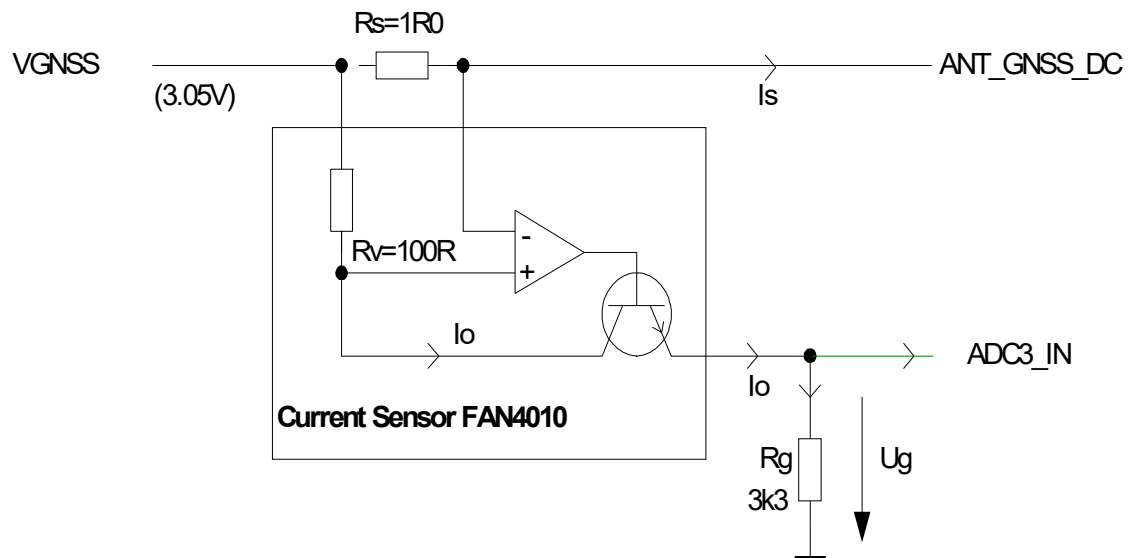 Rs=1R0
VGNSS
(3.05V)
Is
ANT_GNSS_DC
Rv=100R
-
+
Io
Io
ADC3_IN
Current Sensor FAN4010
Rg
3k3
Ug